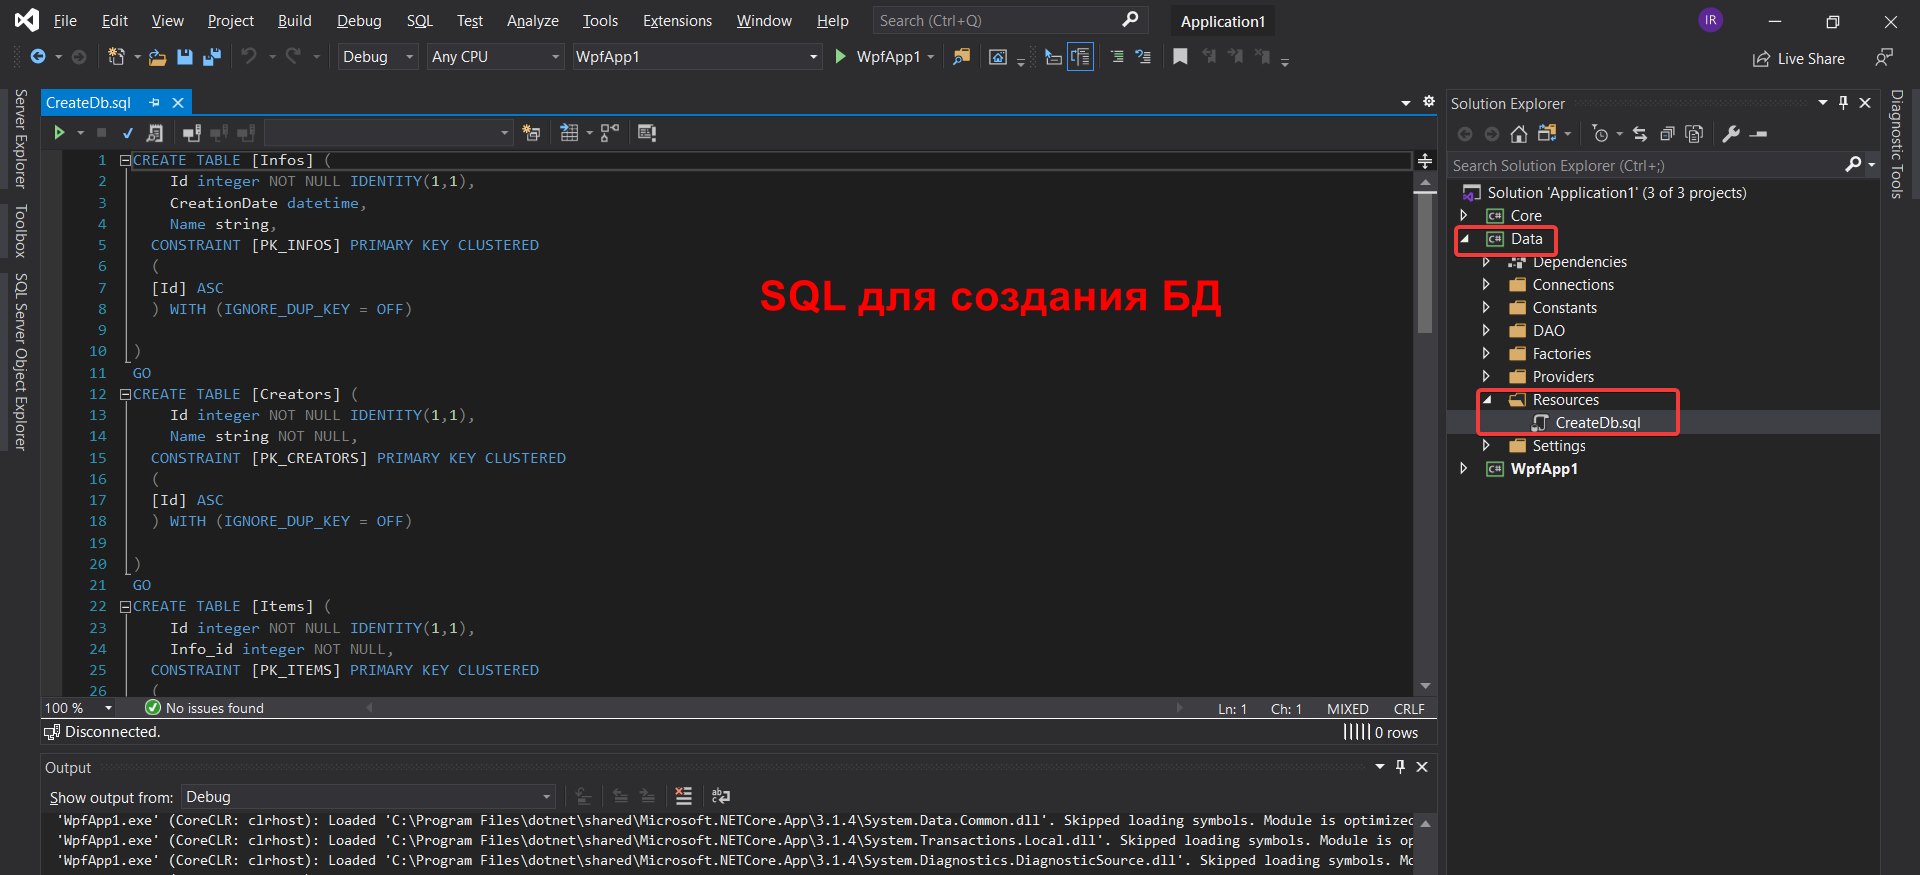 File Edit View Project Build Debug SQL Test Analyze Tools Extensions Window Help Search (Ctrl+Q) Application1 IR
Debug Any CPU WpfApp1 WpfApp1 Live Share
Server Explorer
Toolbox
SQL Server Object Explorer
CreateDb.sql
1 CREATE TABLE [Infos] (
2 Id integer NOT NULL IDENTITY(1,1),
3 CreationDate datetime,
4 Name string,
5 CONSTRAINT [PK_INFOS] PRIMARY KEY CLUSTERED
6 (
7 [Id] ASC
8 ) WITH (IGNORE_DUP_KEY = OFF)
9
10 )
11 GO
12 CREATE TABLE [Creators] (
13 Id integer NOT NULL IDENTITY(1,1),
14 Name string NOT NULL,
15 CONSTRAINT [PK_CREATORS] PRIMARY KEY CLUSTERED
16 (
17 [Id] ASC
18 ) WITH (IGNORE_DUP_KEY = OFF)
19
20 )
21 GO
22 CREATE TABLE [Items] (
23 Id integer NOT NULL IDENTITY(1,1),
24 Info_id integer NOT NULL,
25 CONSTRAINT [PK_ITEMS] PRIMARY KEY CLUSTERED
26 (
SQL для создания БД
100 % No issues found Ln: 1 Ch: 1 MIXED CRLF
Disconnected. 0 rows
Output
Show output from: Debug
'WpfApp1.exe' (CoreCLR: clrhost): Loaded 'C:\Program Files\dotnet\shared\Microsoft.NETCore.App\3.1.4\System.Data.Common.dll'. Skipped loading symbols. Module is optimized
'WpfApp1.exe' (CoreCLR: clrhost): Loaded 'C:\Program Files\dotnet\shared\Microsoft.NETCore.App\3.1.4\System.Transactions.Local.dll'. Skipped loading symbols. Module is op
'WpfApp1.exe' (CoreCLR: clrhost): Loaded 'C:\Program Files\dotnet\shared\Microsoft.NETCore.App\3.1.4\System.Diagnostics.DiagnosticSource.dll'. Skipped loading symbols. Mo
Solution Explorer
Search Solution Explorer (Ctrl+;)
Solution 'Application1' (3 of 3 projects)
C# Core
C# Data
Dependencies
Connections
Constants
DAO
Factories
Providers
Resources
CreateDb.sql
Settings
C# WpfApp1
Diagnostic Tools